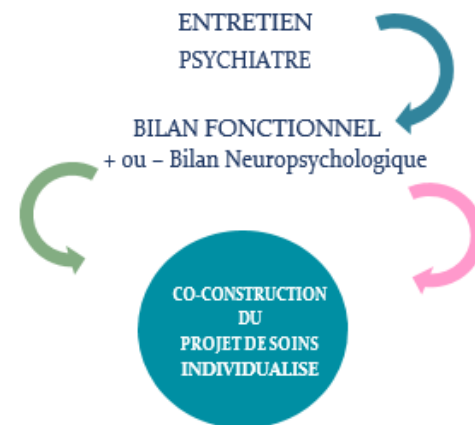 ENTRETIEN
PSYCHIATRE
BILAN FONCTIONNEL
+ ou – Bilan Neuropsychologique
CO-CONSTRUCTION
DU
PROJET DE SOINS
INDIVIDUALISE